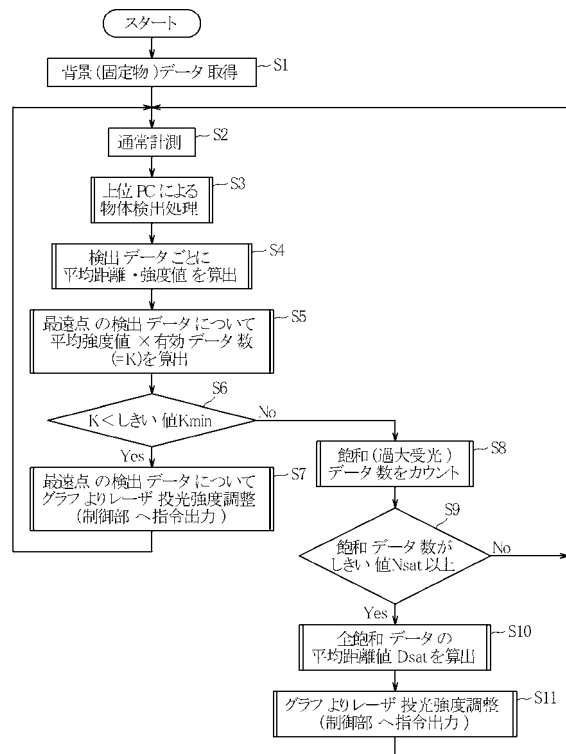 スタート
背景(固定物)データ取得
S1
通常計測
S2
上位PCによる
物体検出処理
S3
検出データごとに
平均距離・強度値を算出
S4
最遠点の検出データについて
平均強度値×有効データ数
(=K)を算出
S5
K<しきい値Kmin
S6
No
Yes
最遠点の検出データについて
グラフよりレーザ投光強度調整
(制御部へ指令出力)
S7
飽和(過大受光)
データ数をカウント
S8
飽和データ数が
しきい値Nsat以上
S9
No
Yes
全飽和データの
平均距離値Dsatを算出
S10
グラフよりレーザ投光強度調整
(制御部へ指令出力)
S11